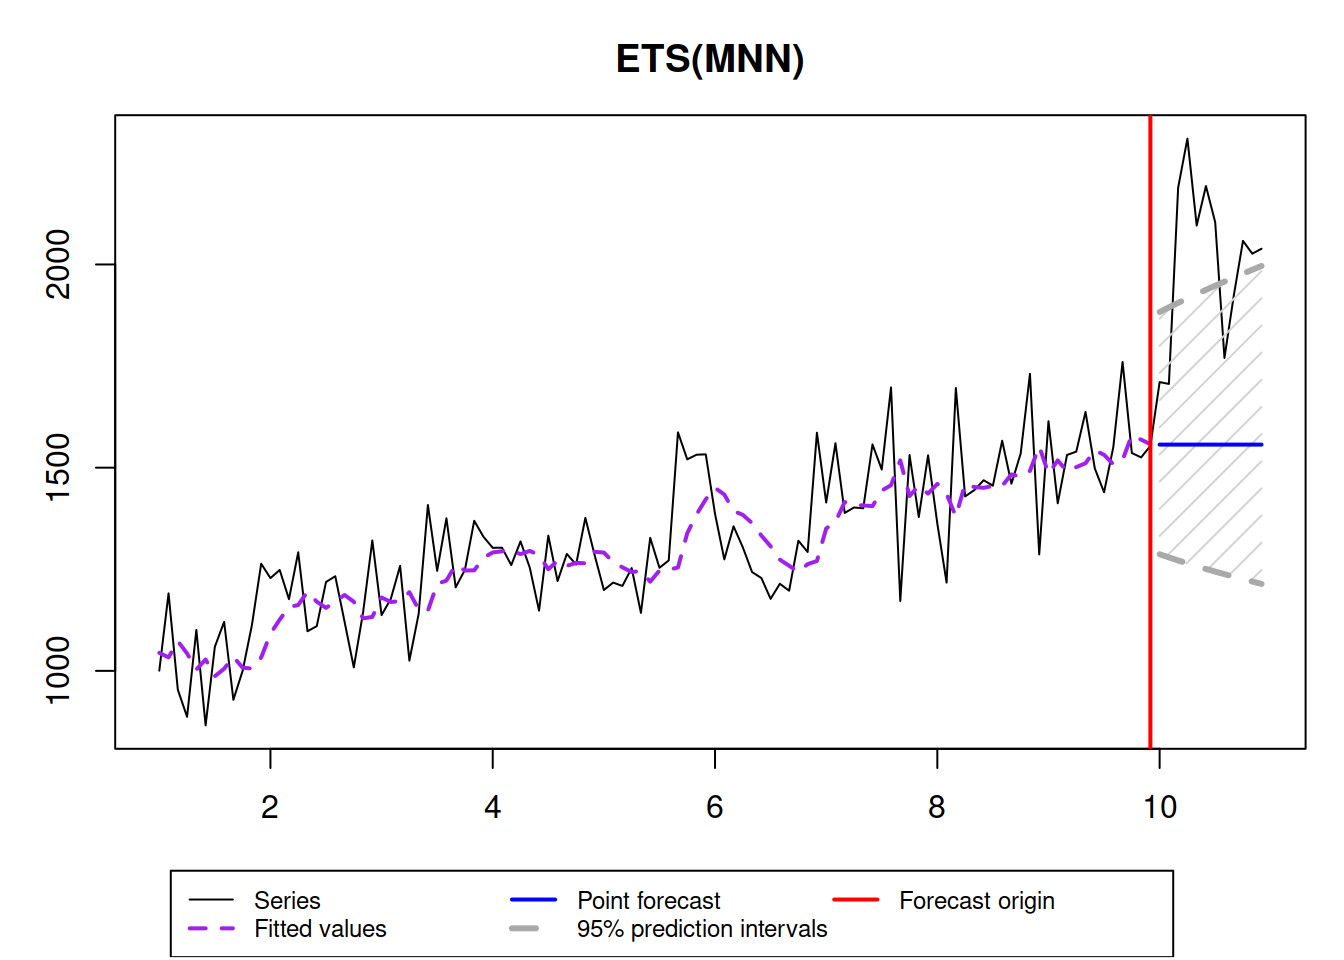 ETS(MNN)
2000
1500
1000
2 4 6 8 10
Series Point forecast Forecast origin
Fitted values 95% prediction intervals